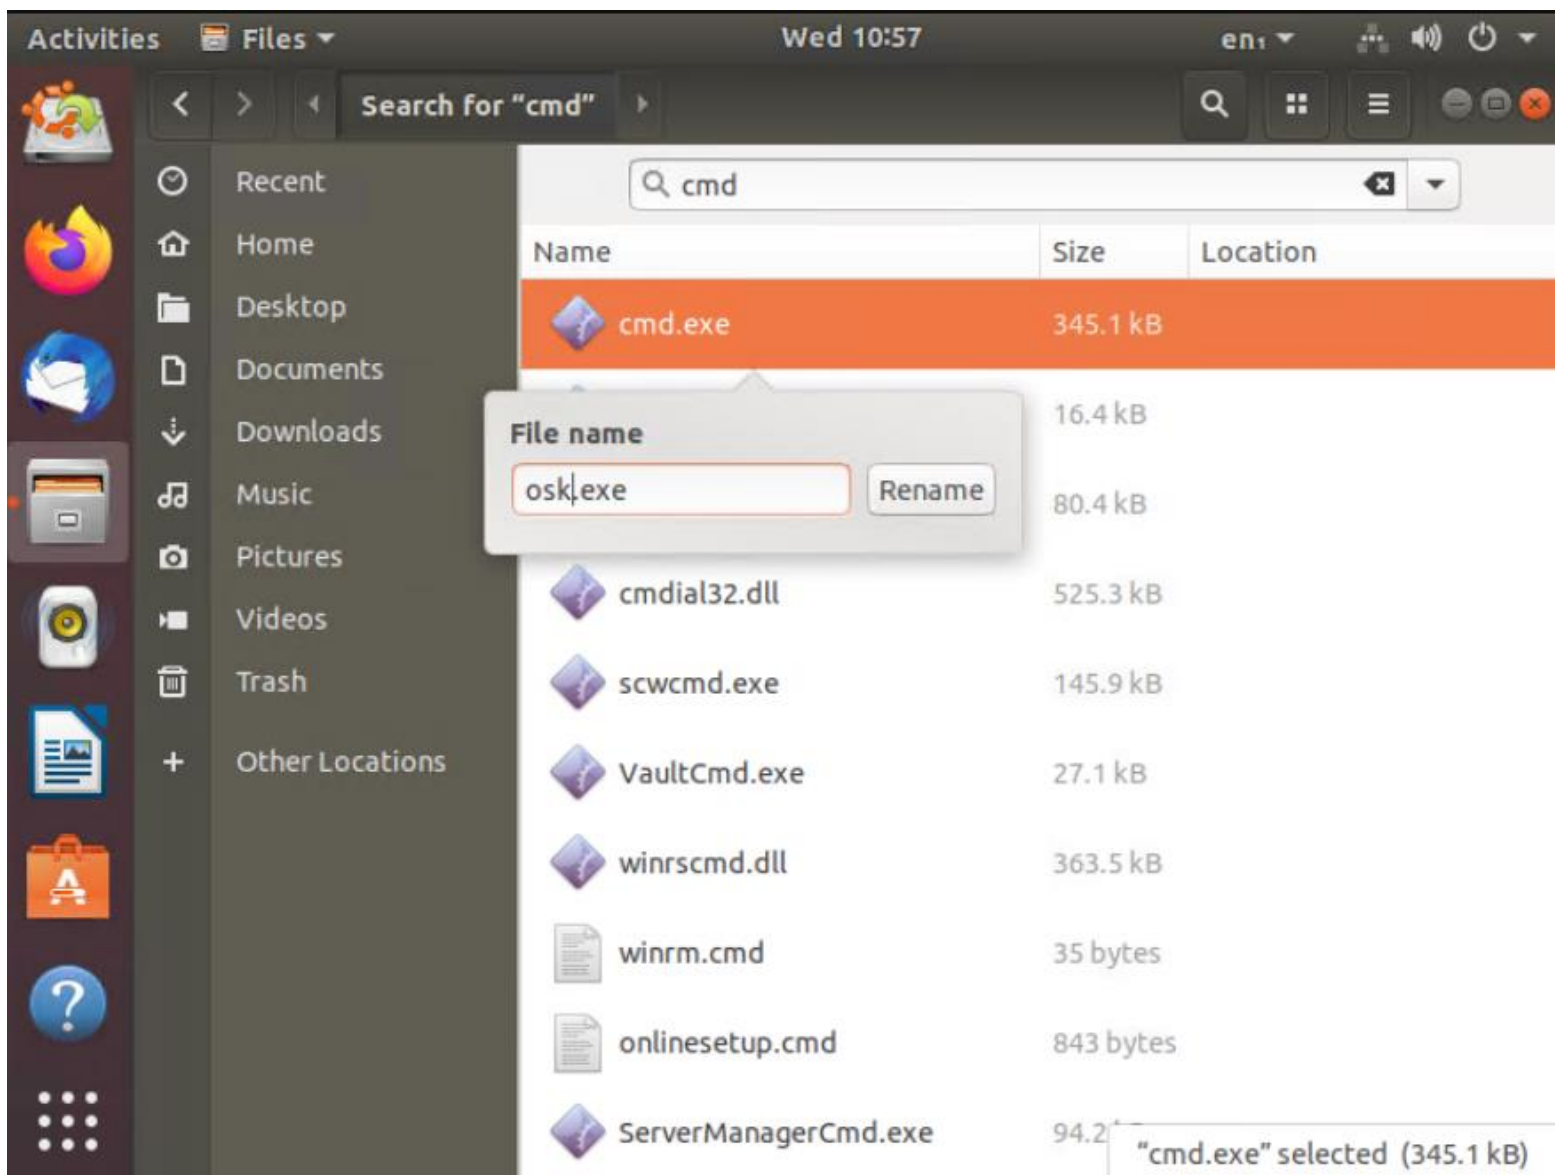 Activities Files Wed 10:57 en₁
Search for “cmd”
Recent
Home
Desktop
Documents
Downloads
Music
Pictures
Videos
Trash
Other Locations
cmd
Name Size Location
cmd.exe 345.1 kB
16.4 kB
File name
osk.exe Rename
80.4 kB
cmdial32.dll 525.3 kB
scwcmd.exe 145.9 kB
VaultCmd.exe 27.1 kB
winrscmd.dll 363.5 kB
winrm.cmd 35 bytes
onlinesetup.cmd 843 bytes
ServerManagerCmd.exe 94.2
“cmd.exe” selected (345.1 kB)